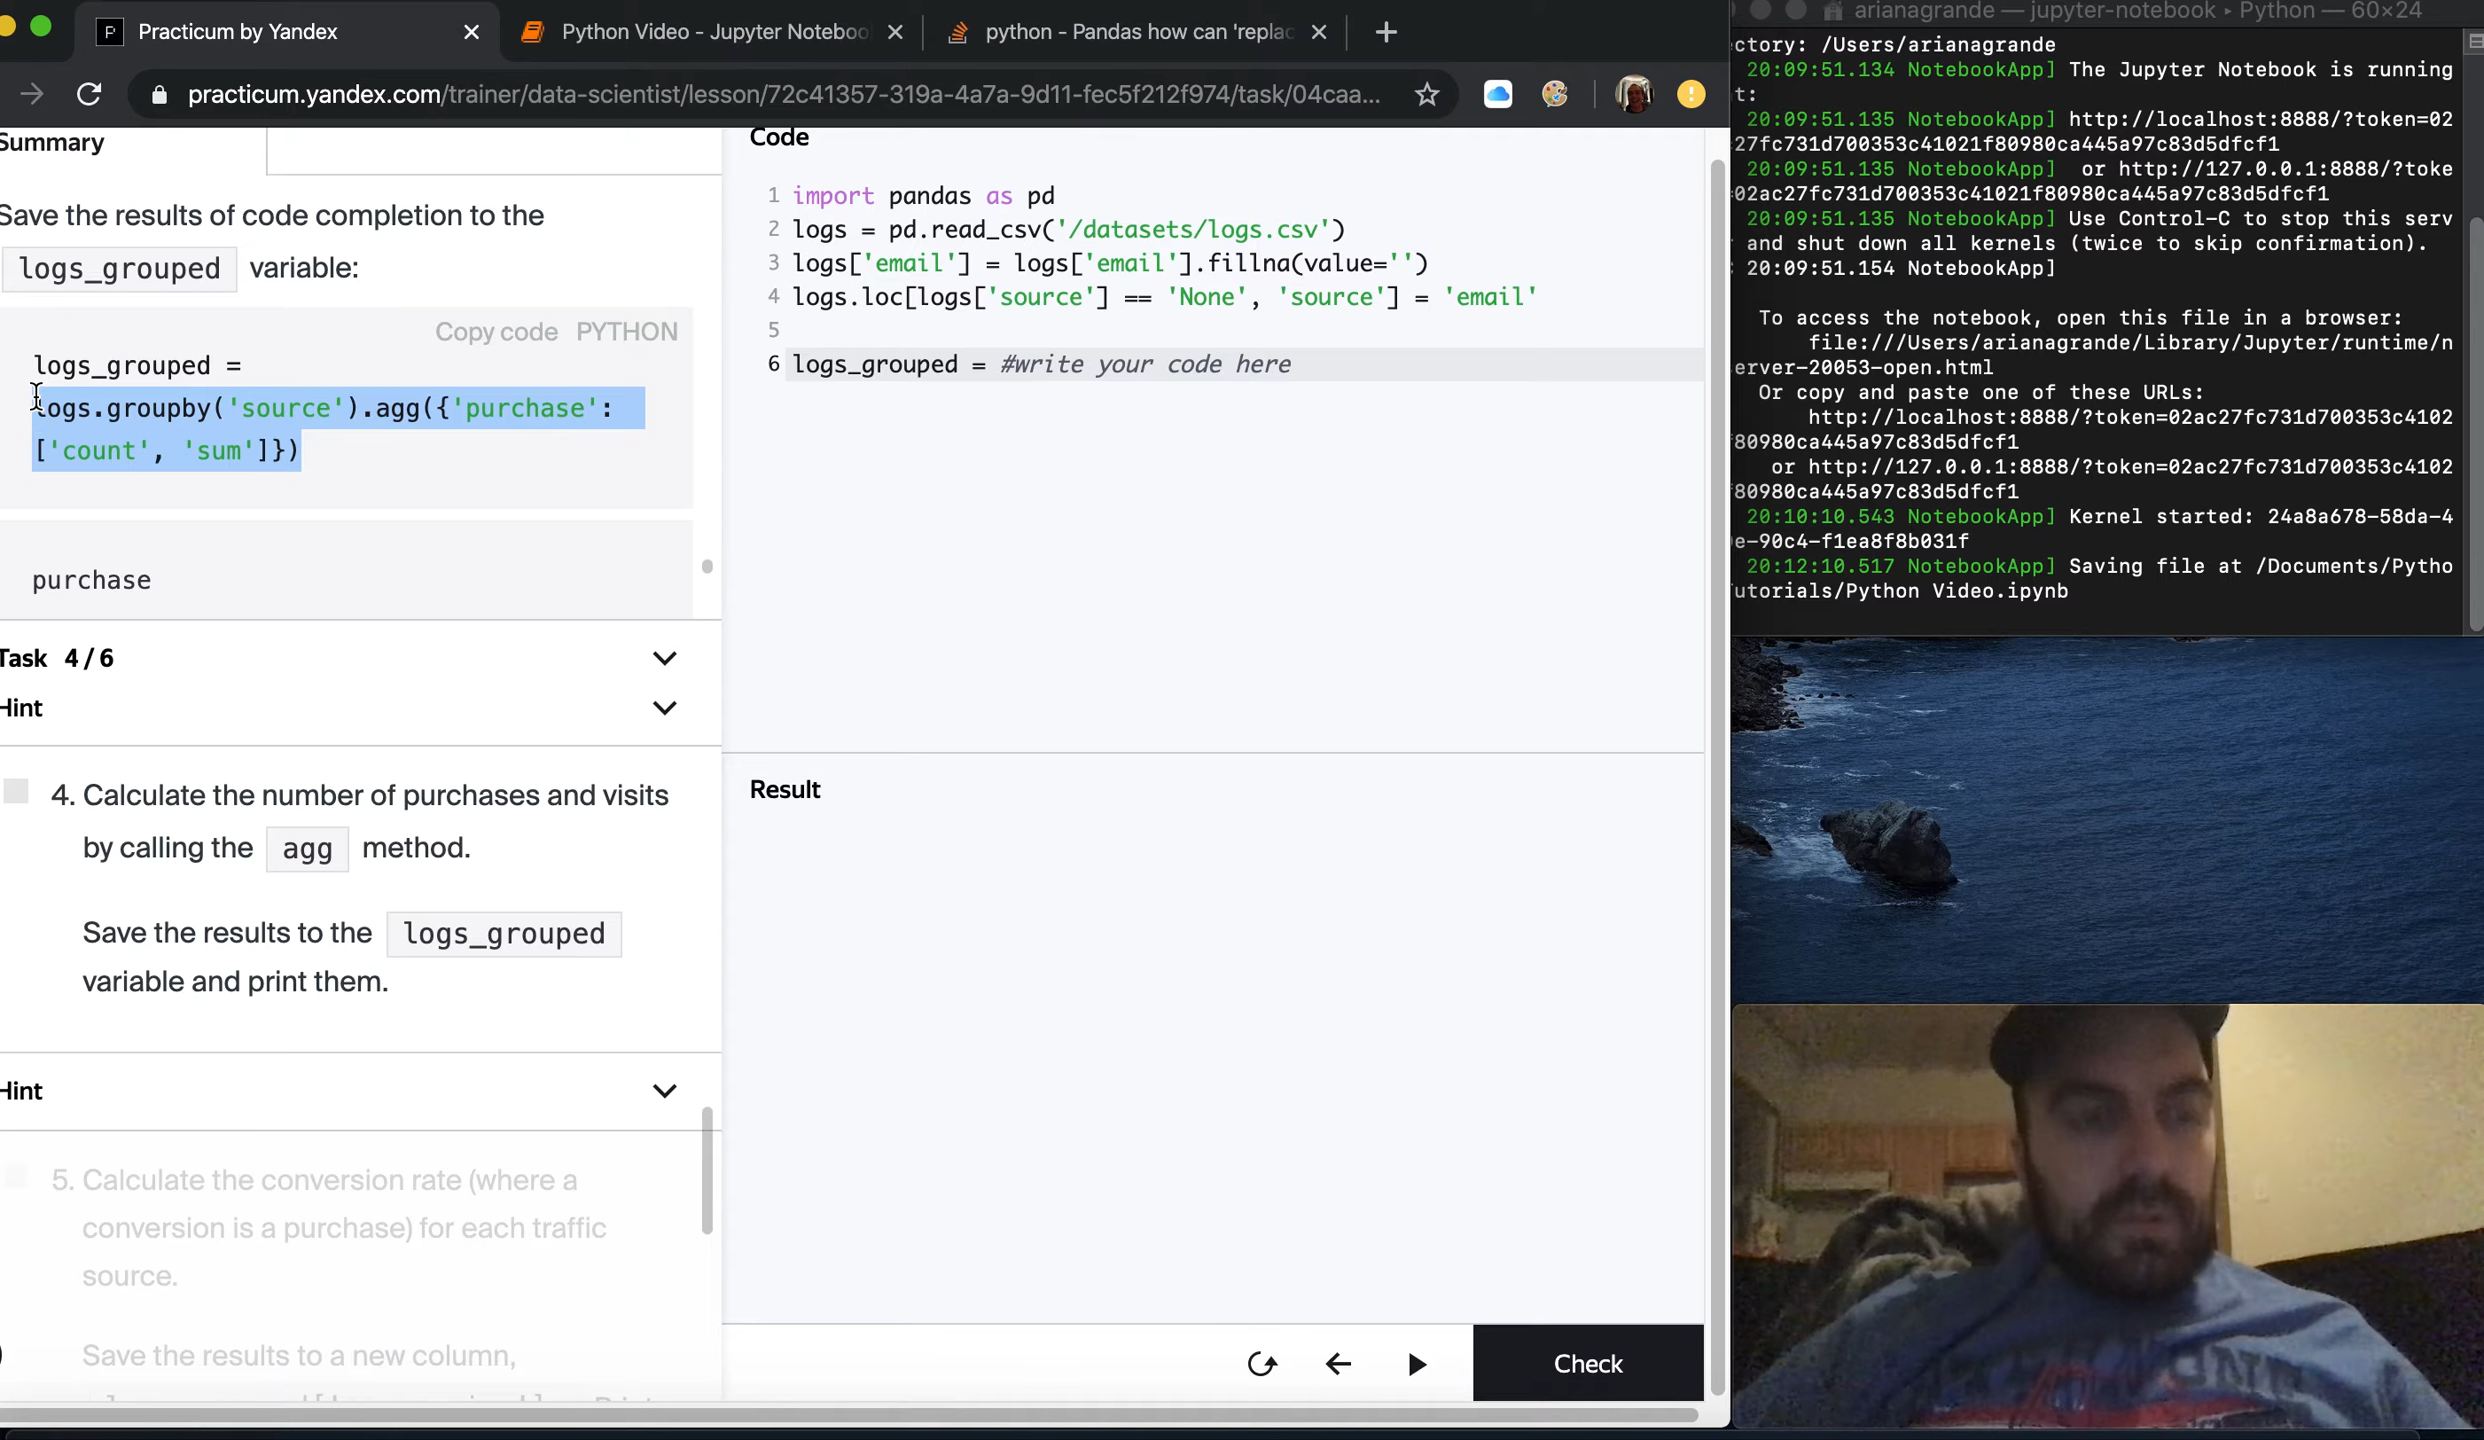 Practicum by Yandex
Python Video - Jupyter Noteboo
python - Pandas how can 'replac
arianagrande — jupyter-notebook ▸ Python — 60×24
practicum.yandex.com/trainer/data-scientist/lesson/72c41357-319a-4a7a-9d11-fec5f212f974/task/04caa...
Summary
Save the results of code completion to the
logs_grouped variable:
Copy code PYTHON
logs_grouped =
logs.groupby('source').agg({'purchase':
['count', 'sum']})
purchase
Task 4 / 6
Hint
4. Calculate the number of purchases and visits
by calling the agg method.
Save the results to the logs_grouped
variable and print them.
Hint
5. Calculate the conversion rate (where a
conversion is a purchase) for each traffic
source.
Save the results to a new column,
Code
1 import pandas as pd
2 logs = pd.read_csv('/datasets/logs.csv')
3 logs['email'] = logs['email'].fillna(value='')
4 logs.loc[logs['source'] == 'None', 'source'] = 'email'
5
6 logs_grouped = #write your code here
Result
Check
ctory: /Users/arianagrande
20:09:51.134 NotebookApp] The Jupyter Notebook is running
t:
20:09:51.135 NotebookApp] http://localhost:8888/?token=02
27fc731d700353c41021f80980ca445a97c83d5dfcf1
20:09:51.135 NotebookApp] or http://127.0.0.1:8888/?toke
02ac27fc731d700353c41021f80980ca445a97c83d5dfcf1
20:09:51.135 NotebookApp] Use Control-C to stop this serv
and shut down all kernels (twice to skip confirmation).
20:09:51.154 NotebookApp]
To access the notebook, open this file in a browser:
file:///Users/arianagrande/Library/Jupyter/runtime/n
erver-20053-open.html
Or copy and paste one of these URLs:
http://localhost:8888/?token=02ac27fc731d700353c4102
f80980ca445a97c83d5dfcf1
or http://127.0.0.1:8888/?token=02ac27fc731d700353c4102
f80980ca445a97c83d5dfcf1
20:10:10.543 NotebookApp] Kernel started: 24a8a678-58da-4
e-90c4-f1ea8f8b031f
20:12:10.517 NotebookApp] Saving file at /Documents/Pytho
utorials/Python Video.ipynb